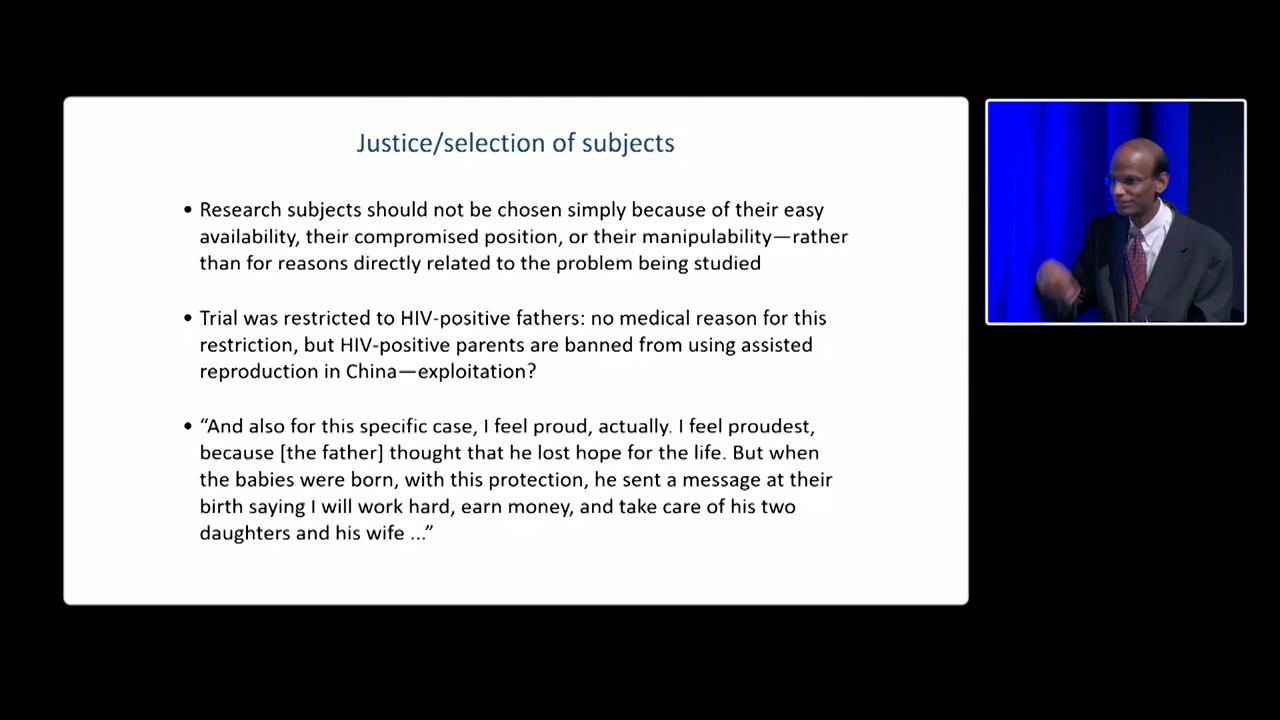 Justice/selection of subjects
• Research subjects should not be chosen simply because of their easy
availability, their compromised position, or their manipulability—rather
than for reasons directly related to the problem being studied
• Trial was restricted to HIV-positive fathers: no medical reason for this
restriction, but HIV-positive parents are banned from using assisted
reproduction in China—exploitation?
• “And also for this specific case, I feel proud, actually. I feel proudest,
because [the father] thought that he lost hope for the life. But when
the babies were born, with this protection, he sent a message at their
birth saying I will work hard, earn money, and take care of his two
daughters and his wife ...”